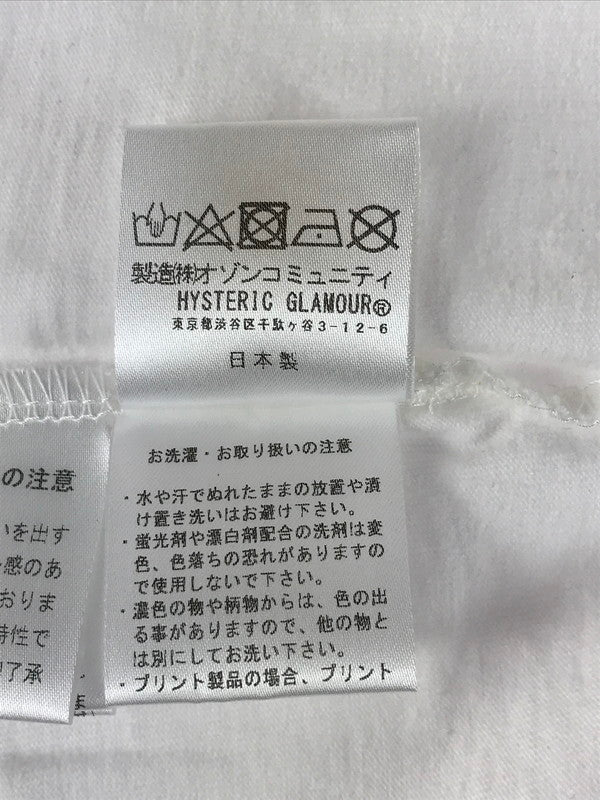 製造(株)オゾンコミュニティ
HYSTERIC GLAMOUR®
東京都渋谷区千駄ヶ谷3-12-6
日本製
お洗濯・お取り扱いの注意
・水や汗でぬれたままの放置や漬
け置き洗いはお避け下さい。
・蛍光剤や漂白剤配合の洗剤は変
色、色落ちの恐れがありますの
で使用しないで下さい。
・濃色の物や柄物からは、色の出
る事がありますので、他の物と
は別にしてお洗い下さい。
・プリント製品の場合、プリント
の注意
いを出す
感のあ
おりま
特性で
了承